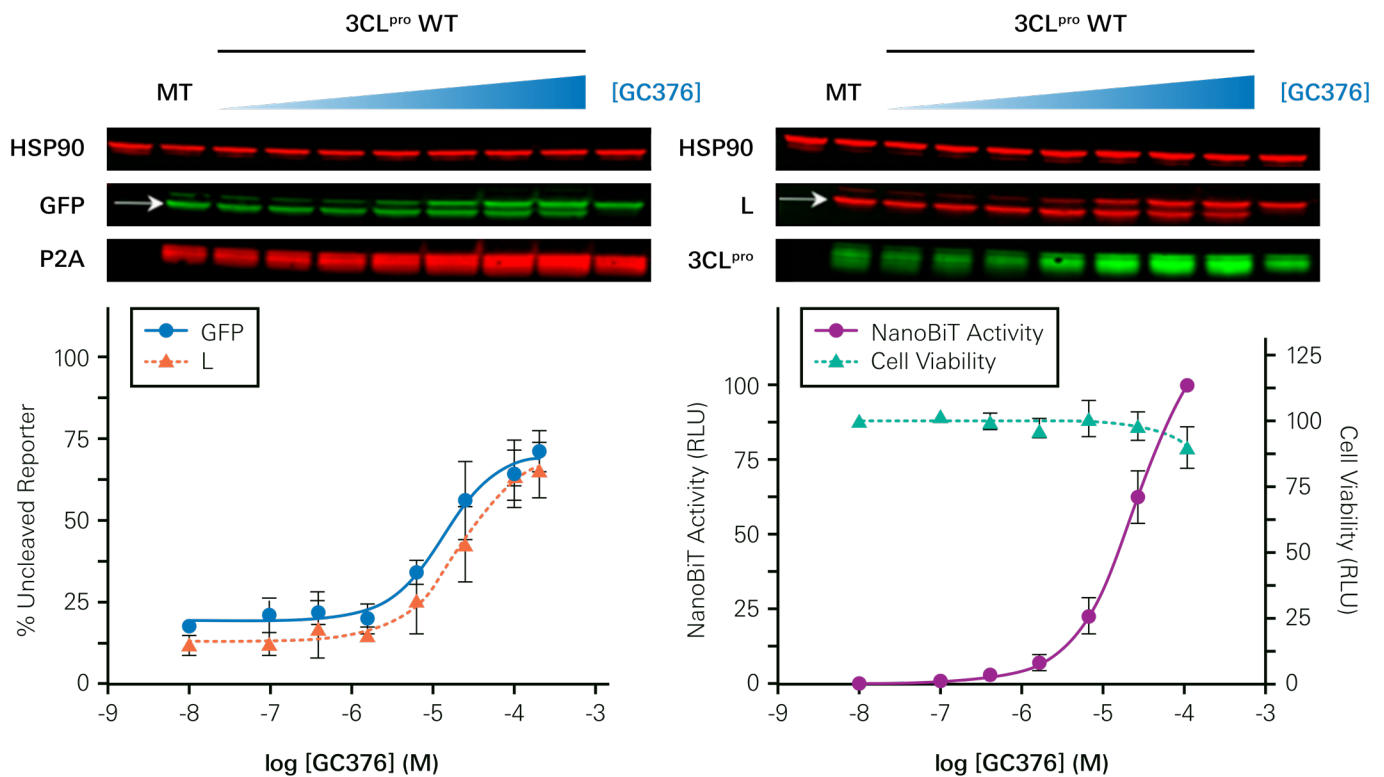 3CLᵖʳᵒ WT
MT
[GC376]
HSP90
GFP
P2A
GFP
L
100
75
50
25
0
% Uncleaved Reporter
-9 -8 -7 -6 -5 -4 -3
log [GC376] (M)
3CLᵖʳᵒ WT
MT
[GC376]
HSP90
L
3CLᵖʳᵒ
NanoBiT Activity
Cell Viability
100
75
50
25
0
NanoBiT Activity (RLU)
125
100
75
50
25
0
Cell Viability (RLU)
-9 -8 -7 -6 -5 -4 -3
log [GC376] (M)